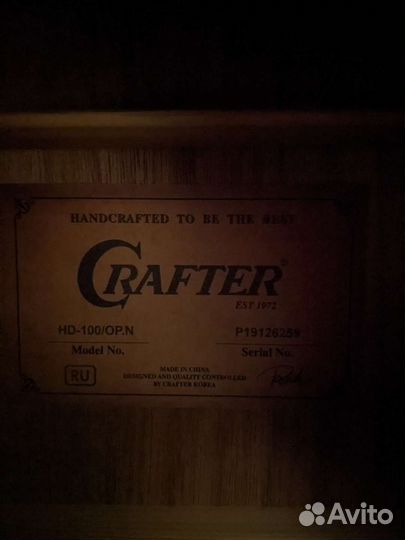 HANDCRAFTED TO BE THE BEST
CRAFTER®
EST 1972
HD-100/OP.N P19126259
Model No. Serial No.
RU
MADE IN CHINA
DESIGNED AND QUALITY CONTROLLED
BY CRAFTER KOREA
Avito